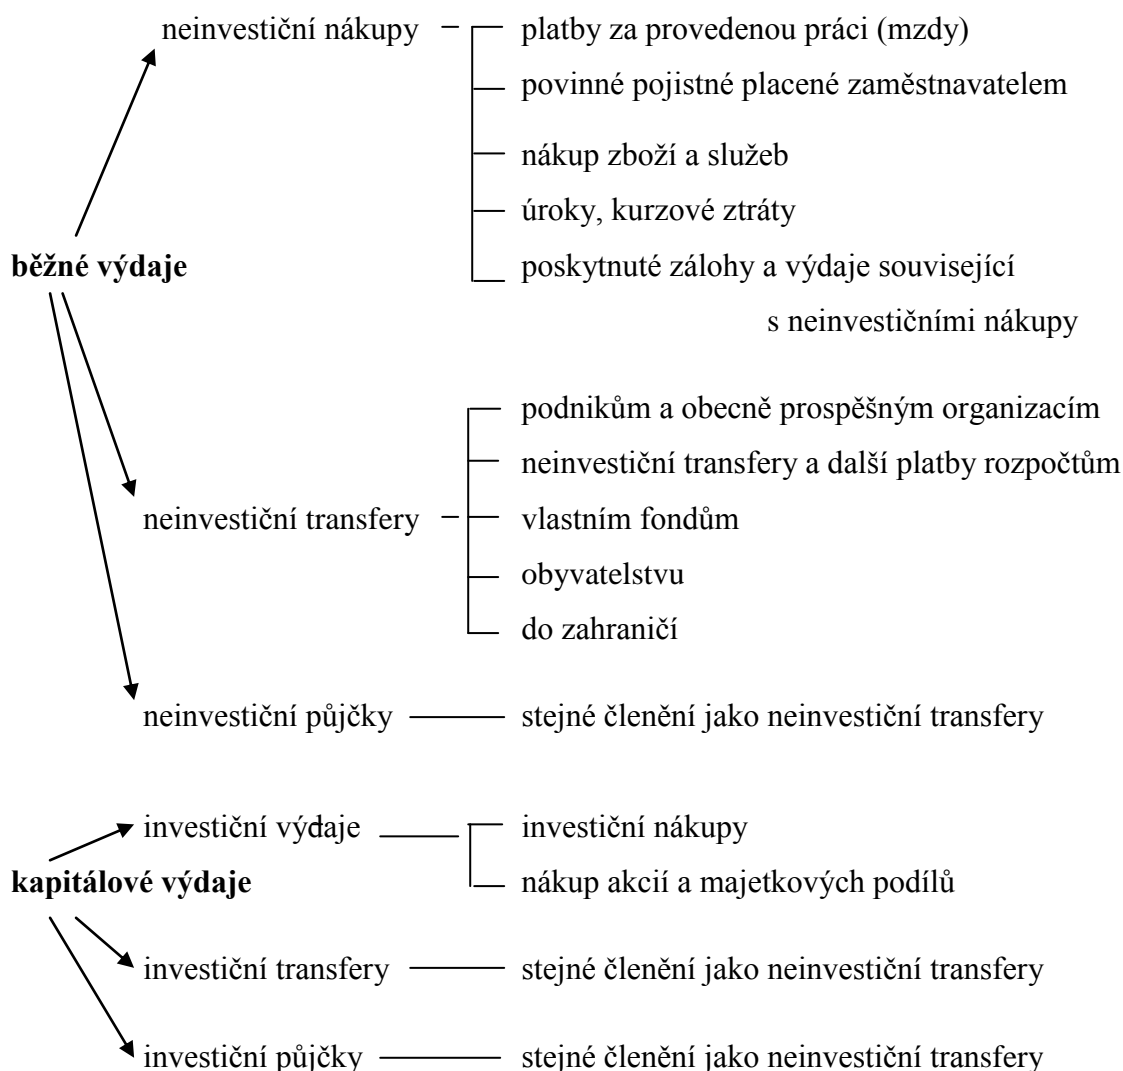 neinvestiční nákupy
platby za provedenou práci (mzdy)
povinné pojistné placené zaměstnavatelem
nákup zboží a služeb
úroky, kurzové ztráty
běžné výdaje
poskytnuté zálohy a výdaje související
s neinvestičními nákupy
podnikům a obecně prospěšným organizacím
neinvestiční transfery a další platby rozpočtům
neinvestiční transfery
vlastním fondům
obyvatelstvu
do zahraničí
neinvestiční půjčky
stejné členění jako neinvestiční transfery
investiční výdaje
investiční nákupy
kapitálové výdaje
nákup akcií a majetkových podílů
investiční transfery
stejné členění jako neinvestiční transfery
investiční půjčky
stejné členění jako neinvestiční transfery